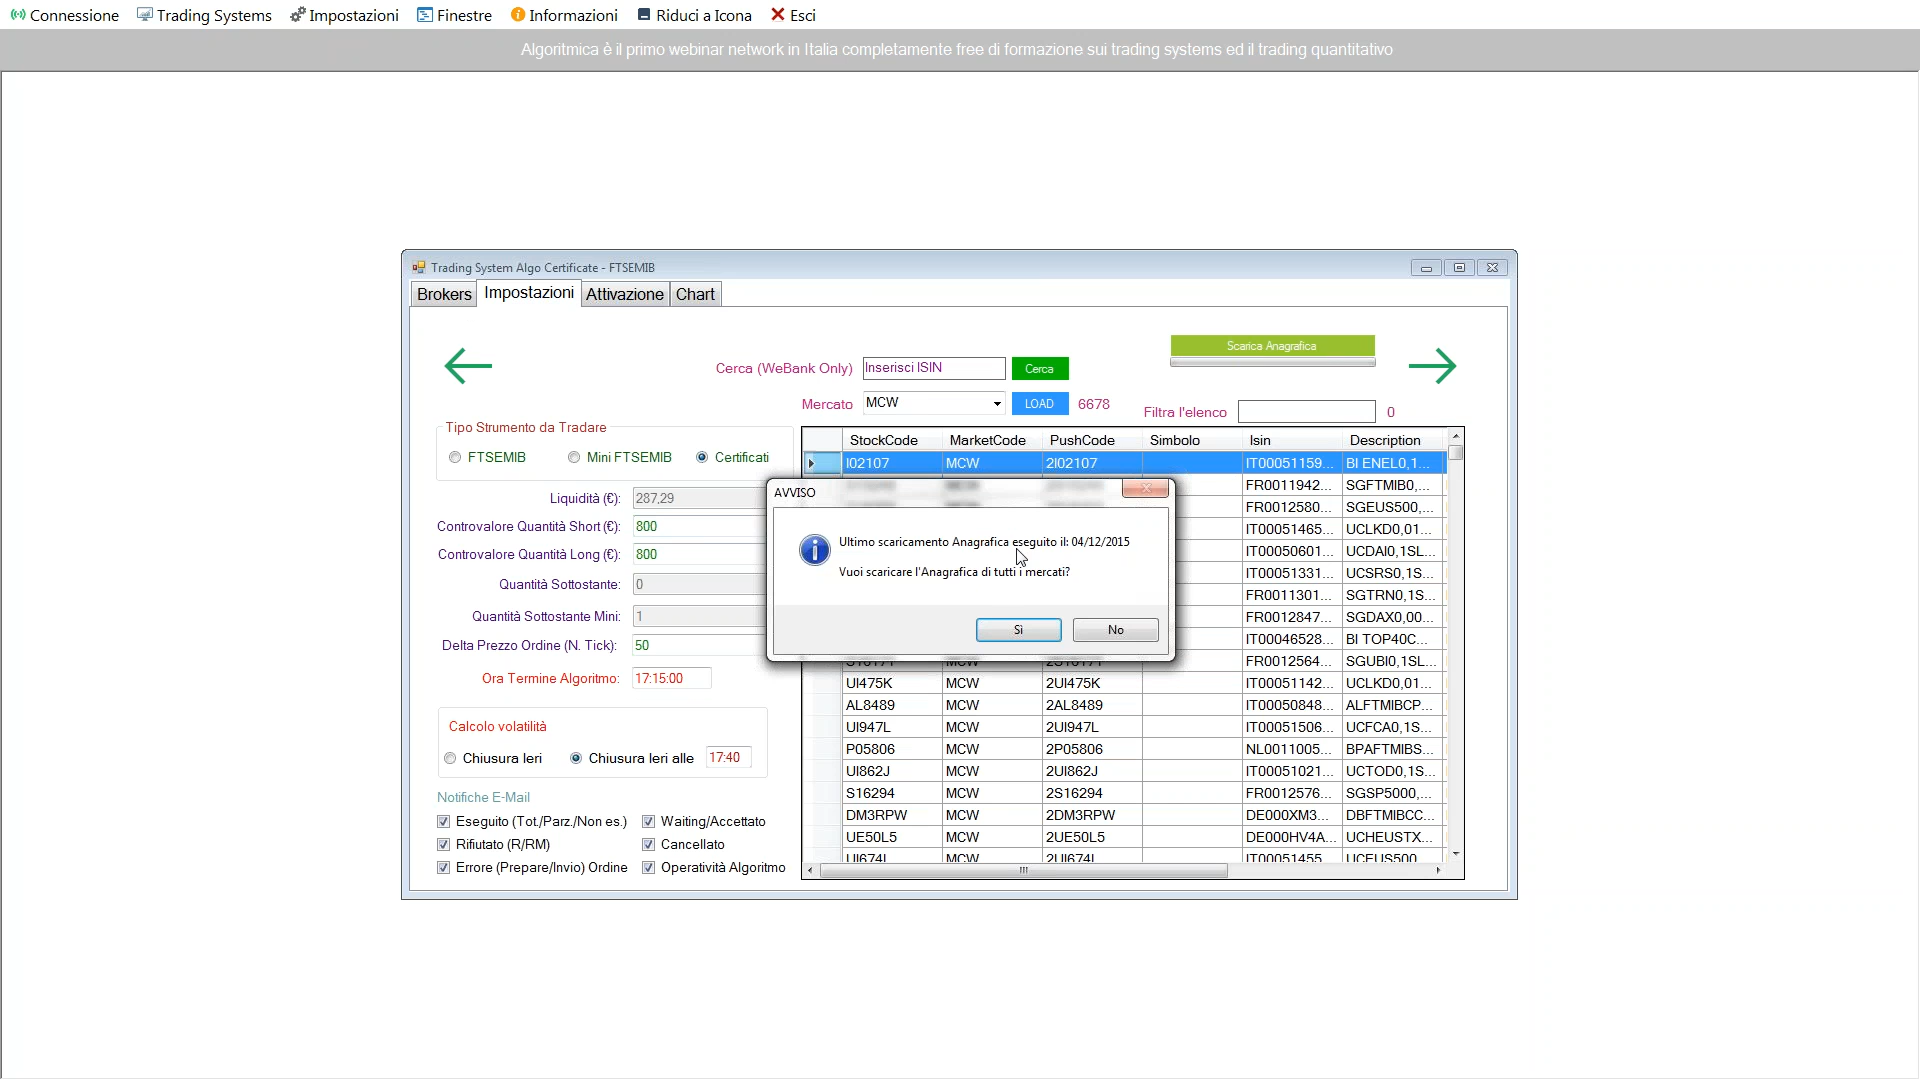 Connessione Trading Systems Impostazioni Finestre Informazioni Riduci a Icona Esci
Algoritmica è il primo webinar network in Italia completamente free di formazione sui trading systems ed il trading quantitativo
Trading System Algo Certificate - FTSEMIB
Brokers Impostazioni Attivazione Chart
Scarica Anagrafica
Cerca (WeBank Only) Inserisci ISIN Cerca
Mercato MCW LOAD 6678 Filtra l'elenco 0
Tipo Strumento da Tradare
FTSEMIB Mini FTSEMIB Certificati
Liquidità (€): 287,29
Controvalore Quantità Short (€): 800
Controvalore Quantità Long (€): 800
Quantità Sottostante: 0
Quantità Sottostante Mini: 1
Delta Prezzo Ordine (N. Tick): 50
Ora Termine Algoritmo: 17:15:00
Calcolo volatilità
Chiusura Ieri Chiusura Ieri alle 17:40
Notifiche E-Mail
Eseguito (Tot./Parz./Non es.) Waiting/Accettato
Rifiutato (R/RM) Cancellato
Errore (Prepare/Invio) Ordine Operatività Algoritmo
StockCode MarketCode PushCode Simbolo Isin Description
I02107 MCW 2I02107 IT00051159... BI ENEL0,1...
FR0011942... SGFTMIB0,...
FR0012580... SGEUS500,...
IT00051465... UCLKD0,01...
IT00050601... UCDAI0,1SL...
IT00051331... UCSRS0,1S...
FR0011301... SGTRN0,1S...
FR0012847... SGDAX0,00...
IT00046528... BI TOP40C...
FR0012564... SGUBI0,1SL...
UI475K MCW 2UI475K IT00051142... UCLKD0,01...
AL8489 MCW 2AL8489 IT00050848... ALFTMIBCP...
UI947L MCW 2UI947L IT00051506... UCFCA0,1S...
P05806 MCW 2P05806 NL0011005... BPAFTMIBS...
UI862J MCW 2UI862J IT00051021... UCTOD0,1S...
S16294 MCW 2S16294 FR0012576... SGSP5000,...
DM3RPW MCW 2DM3RPW DE000XM3... DBFTMIBCC...
UE50L5 MCW 2UE50L5 DE000HV4A... UCHEUSTX...
UI674L MCW 2UI674L IT00051455 UCEUS500
AVVISO
Ultimo scaricamento Anagrafica eseguito il: 04/12/2015
Vuoi scaricare l'Anagrafica di tutti i mercati?
Sì No